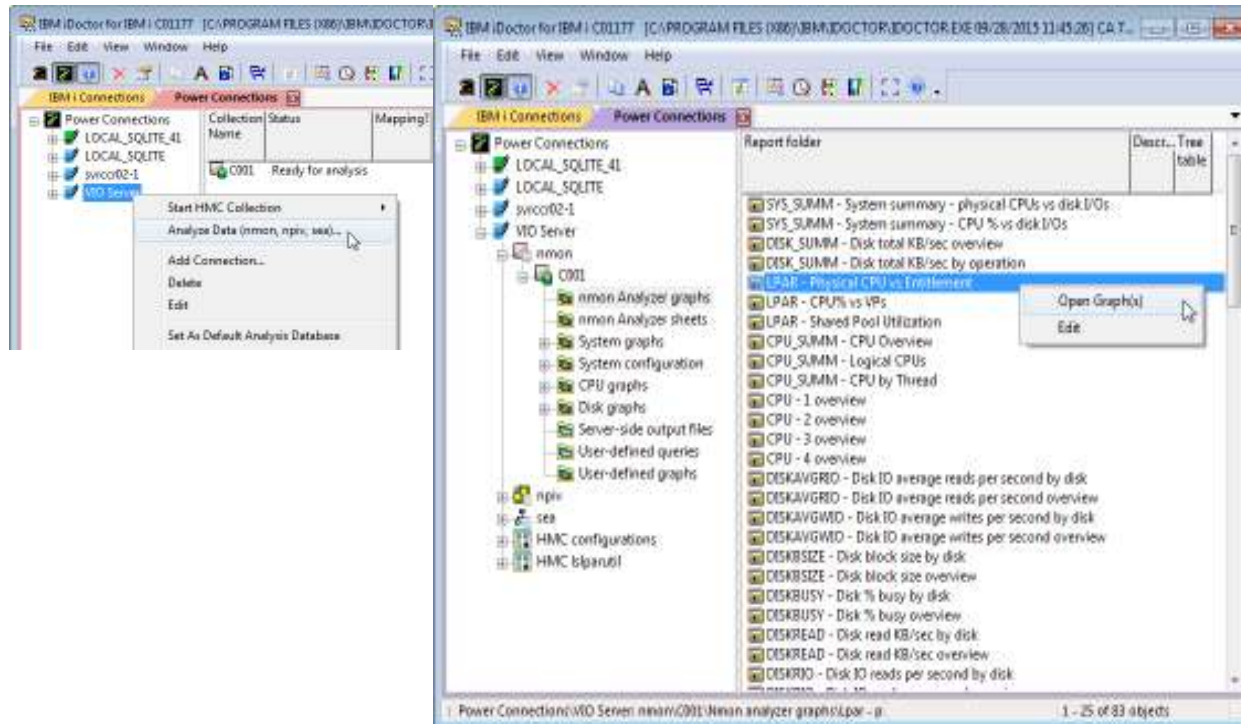 IBM iDoctor for IBM i C01177 [C:\PROGRAM FILES (X86)\IBM\IDOCTOR\IDOCTOR.E
File Edit View Window Help
IBM i Connections Power Connections
Power Connections
LOCAL_SQLITE_41
LOCAL_SQLITE
svrccr02-1
VIO Server
Collection Name Status Mapping?
C001 Ready for analysis
Start HMC Collection
Analyze Data (nmon, npiv, sea)...
Add Connection...
Delete
Edit
Set As Default Analysis Database
IBM iDoctor for IBM i C01177 [C:\PROGRAM FILES (X86)\IBM\IDOCTOR\IDOCTOR.EXE 09/28/2015 11:45:26] CA T...
File Edit View Window Help
IBM i Connections Power Connections
Power Connections
LOCAL_SQLITE_41
LOCAL_SQLITE
VIO Server
nmon
C001
nmon Analyzer graphs
nmon Analyzer sheets
System graphs
System configuration
CPU graphs
Disk graphs
Server-side output files
User-defined queries
User-defined graphs
npiv
sea
HMC configurations
HMC lslparutil
Report folder Descr... Tree table
SYS_SUMM - System summary - physical CPUs vs disk I/Os
SYS_SUMM - System summary - CPU % vs disk I/Os
DISK_SUMM - Disk total KB/sec overview
DISK_SUMM - Disk total KB/sec by operation
LPAR - Physical CPU vs Entitlement
LPAR - CPU% vs VPs
LPAR - Shared Pool Utilization
CPU_SUMM - CPU Overview
CPU_SUMM - Logical CPUs
CPU_SUMM - CPU by Thread
CPU - 1 overview
CPU - 2 overview
CPU - 3 overview
CPU - 4 overview
DISKAVGRIO - Disk IO average reads per second by disk
DISKAVGRIO - Disk IO average reads per second overview
DISKAVGWIO - Disk IO average writes per second by disk
DISKAVGWIO - Disk IO average writes per second overview
DISKBSIZE - Disk block size by disk
DISKBSIZE - Disk block size overview
DISKBUSY - Disk % busy by disk
DISKBUSY - Disk % busy overview
DISKREAD - Disk read KB/sec by disk
DISKREAD - Disk read KB/sec overview
DISKRIO - Disk IO reads per second by disk
Open Graph(s)
Edit
Power Connections\VIO Server: nmon\C001\Nmon analyzer graphs\Lpar - p
1 - 25 of 83 objects